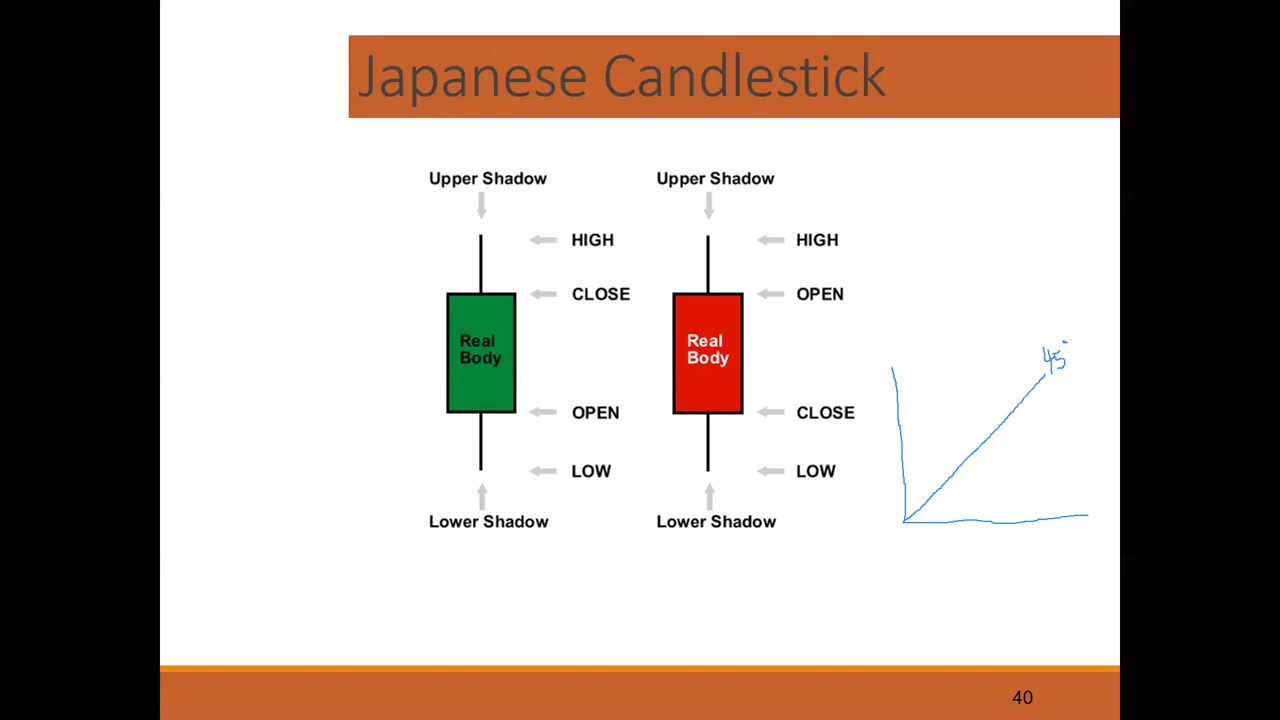 Japanese Candlestick
Upper Shadow
HIGH
CLOSE
Real
Body
OPEN
LOW
Lower Shadow
Upper Shadow
HIGH
OPEN
Real
Body
CLOSE
LOW
Lower Shadow
45°
40